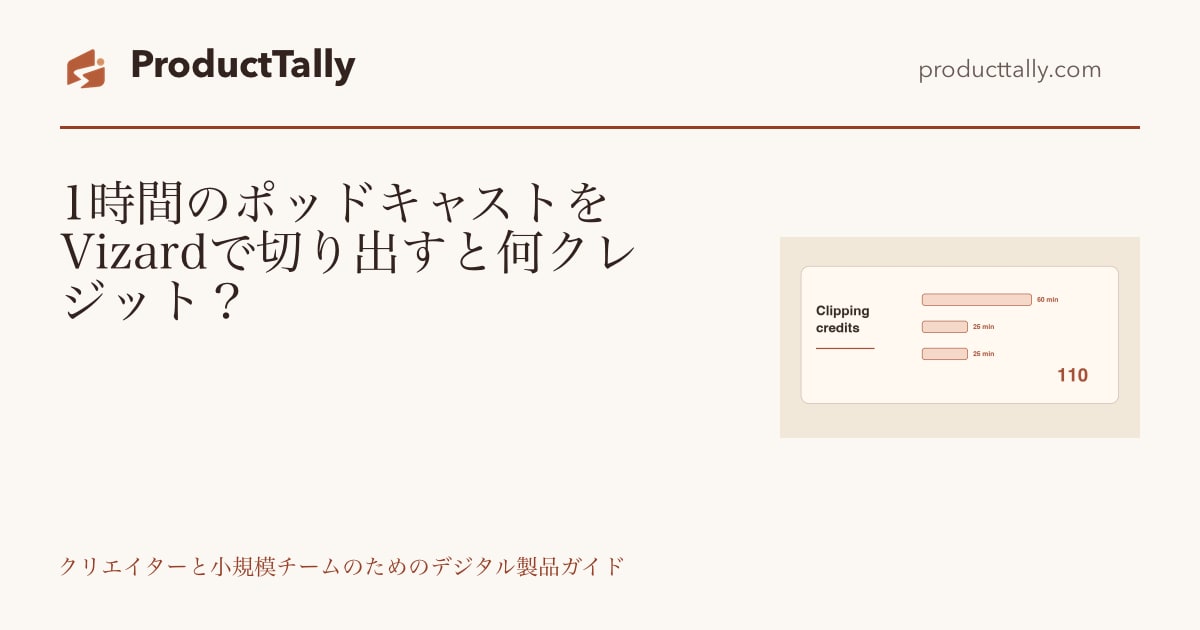 ProductTally
producttally.com
1時間のポッドキャストを
Vizardで切り出すと何クレ
ジット？
Clipping
credits
60 min
25 min
25 min
110
クリエイターと小規模チームのためのデジタル製品ガイド